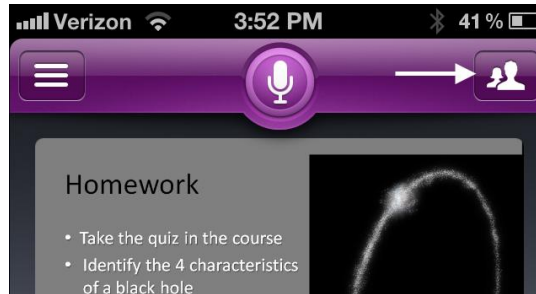 Verizon 3:52 PM 41%
Homework
• Take the quiz in the course
• Identify the 4 characteristics
of a black hole